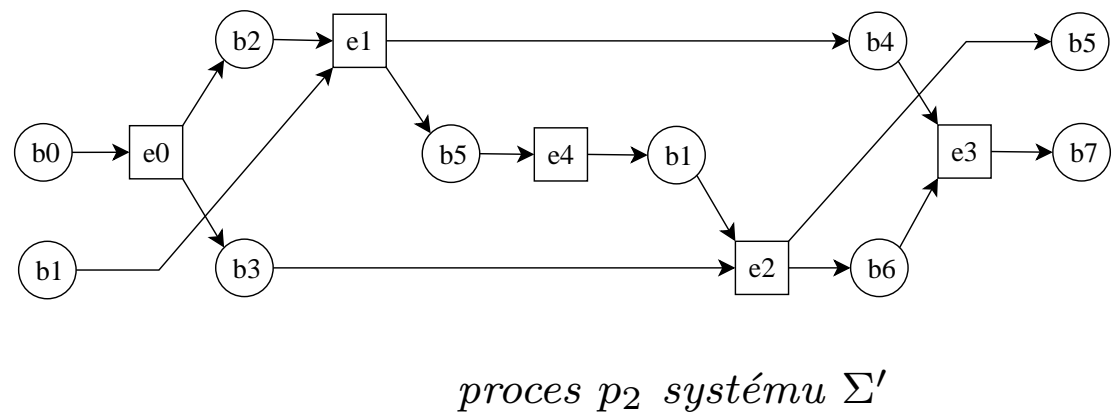 b2 e1 b4 b5
b0 e0 b5 e4 b1 e3 b7
b1 b3 e2 b6
proces p₂ systému Σ′